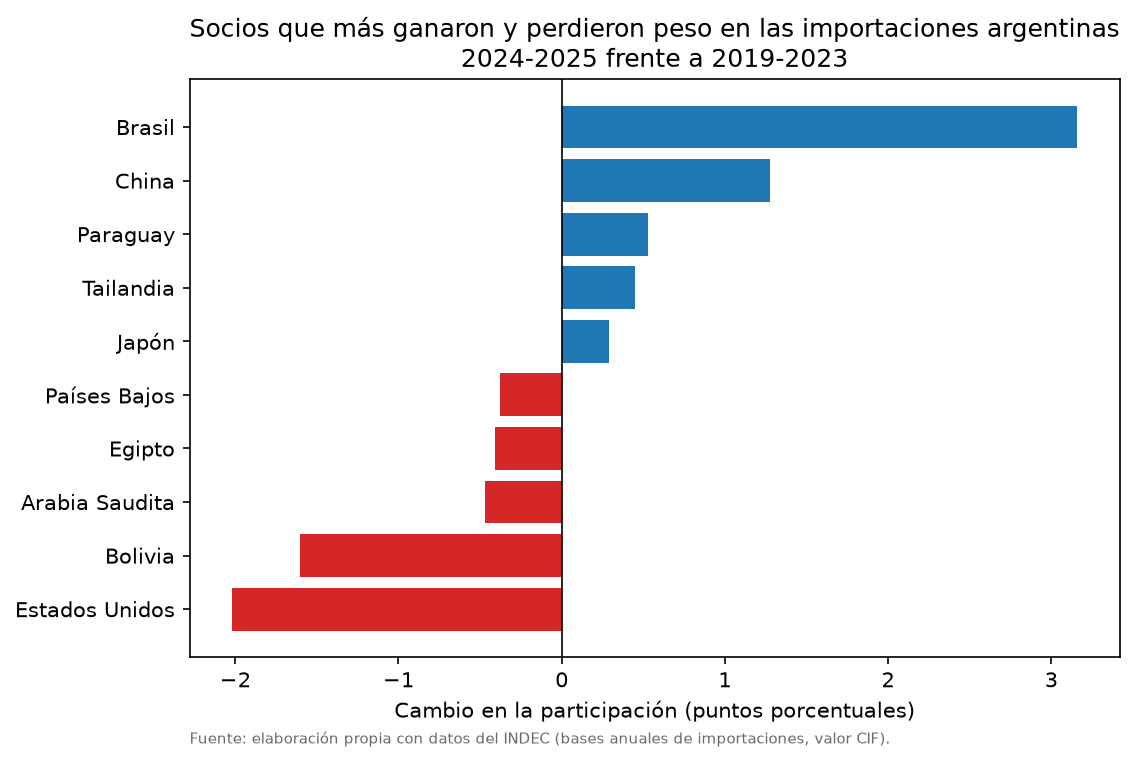 Socios que más ganaron y perdieron peso en las importaciones argentinas
2024-2025 frente a 2019-2023
Brasil
China
Paraguay
Tailandia
Japón
Países Bajos
Egipto
Arabia Saudita
Bolivia
Estados Unidos
−2 −1 0 1 2 3
Cambio en la participación (puntos porcentuales)
Fuente: elaboración propia con datos del INDEC (bases anuales de importaciones, valor CIF).